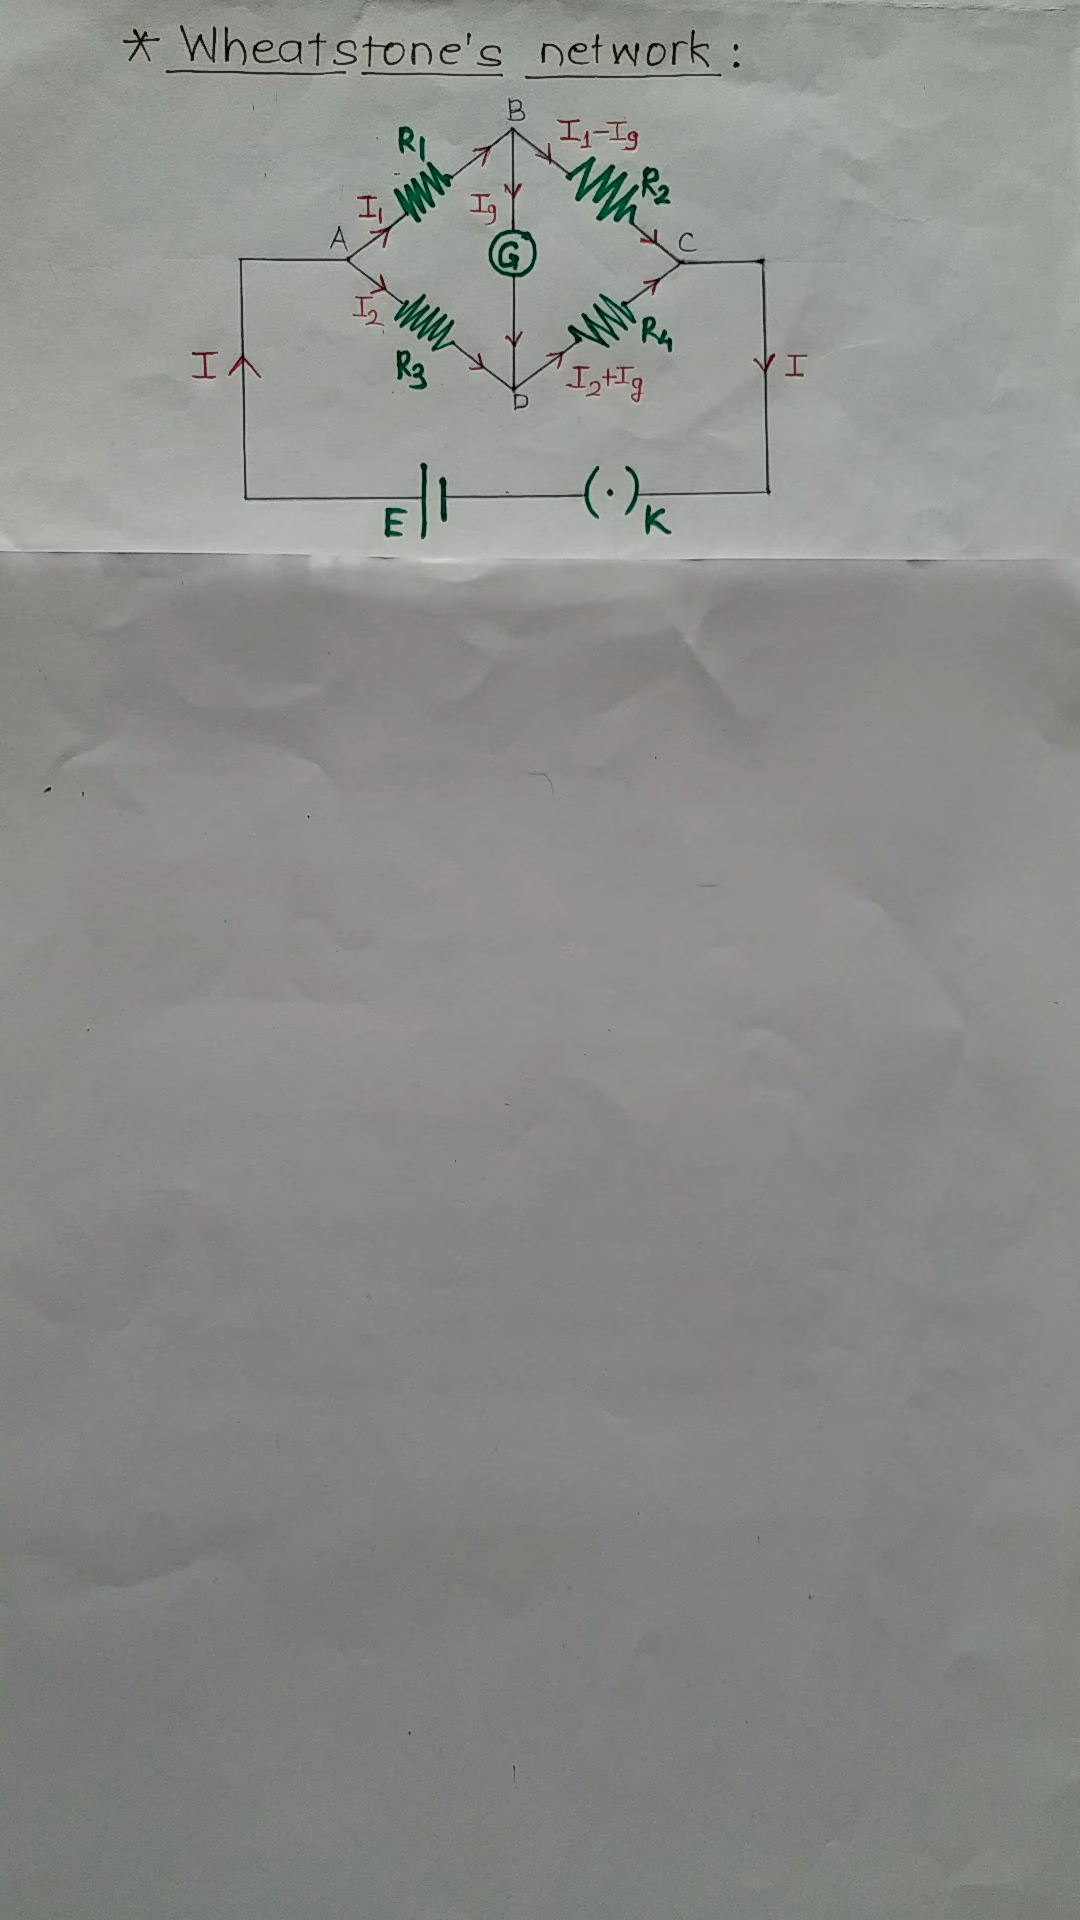 * Wheatstone's network :
B
I₁-Ig
R₁
R₂
I₁
Ig
A
C
G
I₂
R₄
R₃
I₂+Ig
I
I
D
E
K